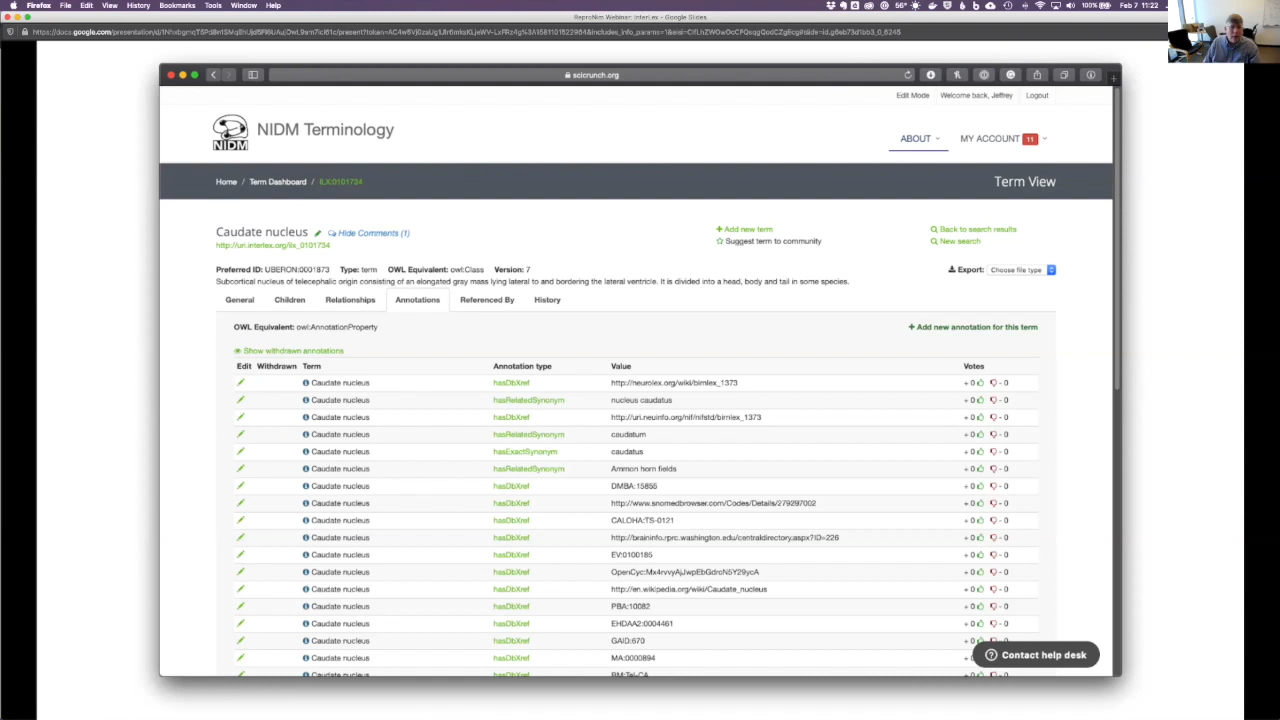 Firefox File Edit View History Bookmarks Tools Window Help 56° 100% Feb 7 11:22
ReproNim Webinar: InterLex - Google Slides
scicrunch.org
Edit Mode Welcome back, Jeffrey Logout
NIDM NIDM Terminology
ABOUT MY ACCOUNT 11
Home / Term Dashboard / ILX:0101734 Term View
Caudate nucleus Hide Comments (1) Add new term Back to search results
http://uri.interlex.org/ilx_0101734 Suggest term to community New search
Preferred ID: UBERON:0001873 Type: term OWL Equivalent: owl:Class Version: 7 Export: Choose file type
Subcortical nucleus of telecephalic origin consisting of an elongated gray mass lying lateral to and bordering the lateral ventricle. It is divided into a head, body and tail in some species.
General Children Relationships Annotations Referenced By History
OWL Equivalent: owl:AnnotationProperty + Add new annotation for this term
Show withdrawn annotations
Edit Withdrawn Term Annotation type Value Votes
Caudate nucleus hasDbXref http://neurolex.org/wiki/birnlex_1373 + 0 - 0
Caudate nucleus hasRelatedSynonym nucleus caudatus + 0 - 0
Caudate nucleus hasDbXref http://uri.neuinfo.org/nif/nifstd/birnlex_1373 + 0 - 0
Caudate nucleus hasRelatedSynonym caudatum + 0 - 0
Caudate nucleus hasExactSynonym caudatus + 0 - 0
Caudate nucleus hasRelatedSynonym Ammon horn fields + 0 - 0
Caudate nucleus hasDbXref DMBA:15855 + 0 - 0
Caudate nucleus hasDbXref http://www.snomedbrowser.com/Codes/Details/279297002 + 0 - 0
Caudate nucleus hasDbXref CALOHA:TS-0121 + 0 - 0
Caudate nucleus hasDbXref http://braininfo.rprc.washington.edu/centraldirectory.aspx?ID=226 + 0 - 0
Caudate nucleus hasDbXref EV:0100185 + 0 - 0
Caudate nucleus hasDbXref OpenCyc:Mx4rvvyAjJwpEbGdroN5Y29ycA + 0 - 0
Caudate nucleus hasDbXref http://en.wikipedia.org/wiki/Caudate_nucleus + 0 - 0
Caudate nucleus hasDbXref PBA:10082 + 0 - 0
Caudate nucleus hasDbXref EHDAA2:0004461 + 0 - 0
Caudate nucleus hasDbXref GAID:670 + 0 - 0
Caudate nucleus hasDbXref MA:0000894 + 0
Caudate nucleus hasDbXref BM:Tel-CA
Contact help desk